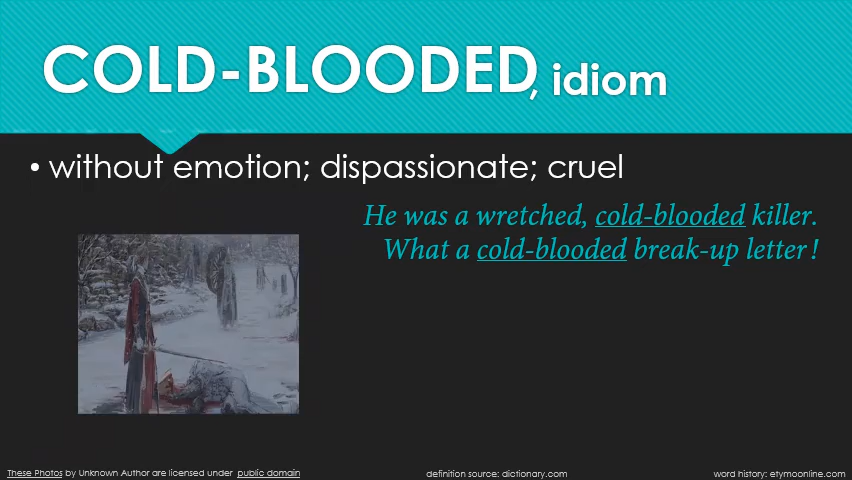 COLD-BLOODED, idiom
• without emotion; dispassionate; cruel
He was a wretched, cold-blooded killer.
What a cold-blooded break-up letter!
These Photos by Unknown Author are licensed under public domain
definition source: dictionary.com
word history: etymoonline.com